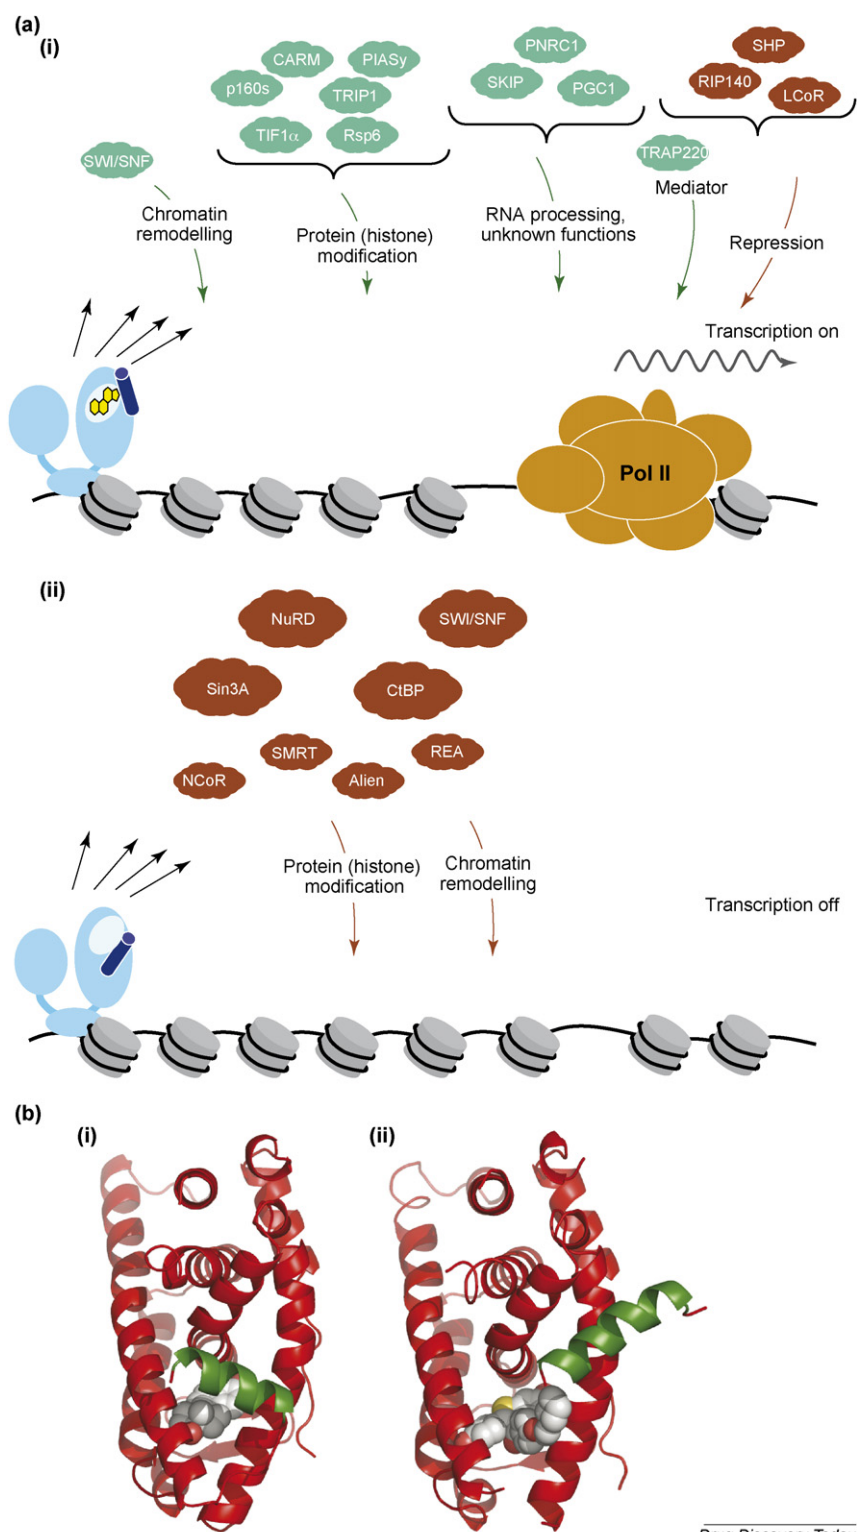 (a)
(i)
CARM
PIASy
p160s
TRIP1
TIF1α
Rsp6
PNRC1
SKIP
PGC1
SHP
RIP140
LCoR
SWI/SNF
TRAP220
Mediator
Chromatin
remodelling
Protein (histone)
modification
RNA processing,
unknown functions
Repression
Transcription on
Pol II
(ii)
NuRD
SWI/SNF
Sin3A
CtBP
SMRT
REA
NCoR
Alien
Protein (histone)
modification
Chromatin
remodelling
Transcription off
(b)
(i)
(ii)